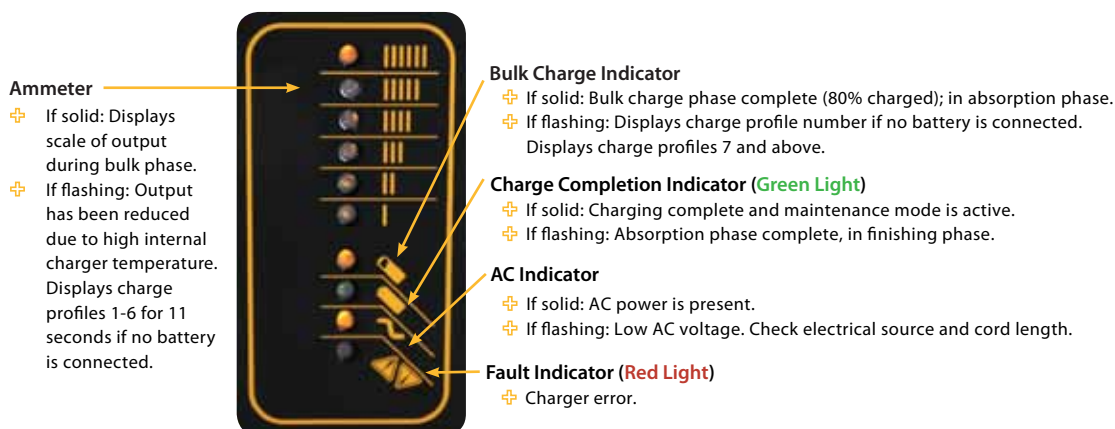 Ammeter
If solid: Displays
scale of output
during bulk phase.
If flashing: Output
has been reduced
due to high internal
charger temperature.
Displays charge
profiles 1-6 for 11
seconds if no battery
is connected.
Bulk Charge Indicator
If solid: Bulk charge phase complete (80% charged); in absorption phase.
If flashing: Displays charge profile number if no battery is connected.
Displays charge profiles 7 and above.
Charge Completion Indicator (Green Light)
If solid: Charging complete and maintenance mode is active.
If flashing: Absorption phase complete, in finishing phase.
AC Indicator
If solid: AC power is present.
If flashing: Low AC voltage. Check electrical source and cord length.
Fault Indicator (Red Light)
Charger error.